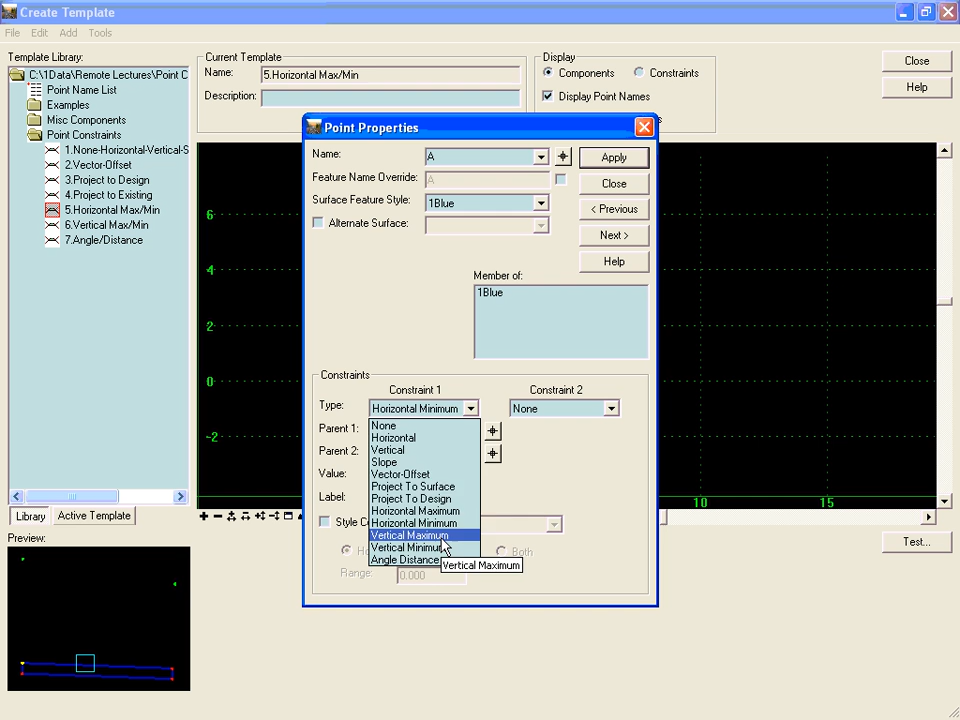 Create Template
File Edit Add Tools
Template Library:
C:\1Data\Remote Lectures\Point C
Point Name List
Examples
Misc Components
Point Constraints
1.None-Horizontal-Vertical-S
2.Vector-Offset
3.Project to Design
4.Project to Existing
5.Horizontal Max/Min
6.Vertical Max/Min
7.Angle/Distance
Library Active Template
Preview:
Current Template
Name: 5.Horizontal Max/Min
Description:
Display
Components Constraints
Display Point Names
Close
Help
6
4
2
0
-2
10 15
Test...
Point Properties
Name: A
Feature Name Override: A
Surface Feature Style: 1Blue
Alternate Surface:
Apply
Close
< Previous
Next >
Help
Member of:
1Blue
Constraints
Constraint 1 Constraint 2
Type: Horizontal Minimum None
Parent 1:
Parent 2:
Value:
Label:
None
Horizontal
Vertical
Slope
Vector-Offset
Project To Surface
Project To Design
Horizontal Maximum
Horizontal Minimum
Vertical Maximum
Vertical Minimum
Angle Distance
Vertical Maximum
Both
Range: 0.000